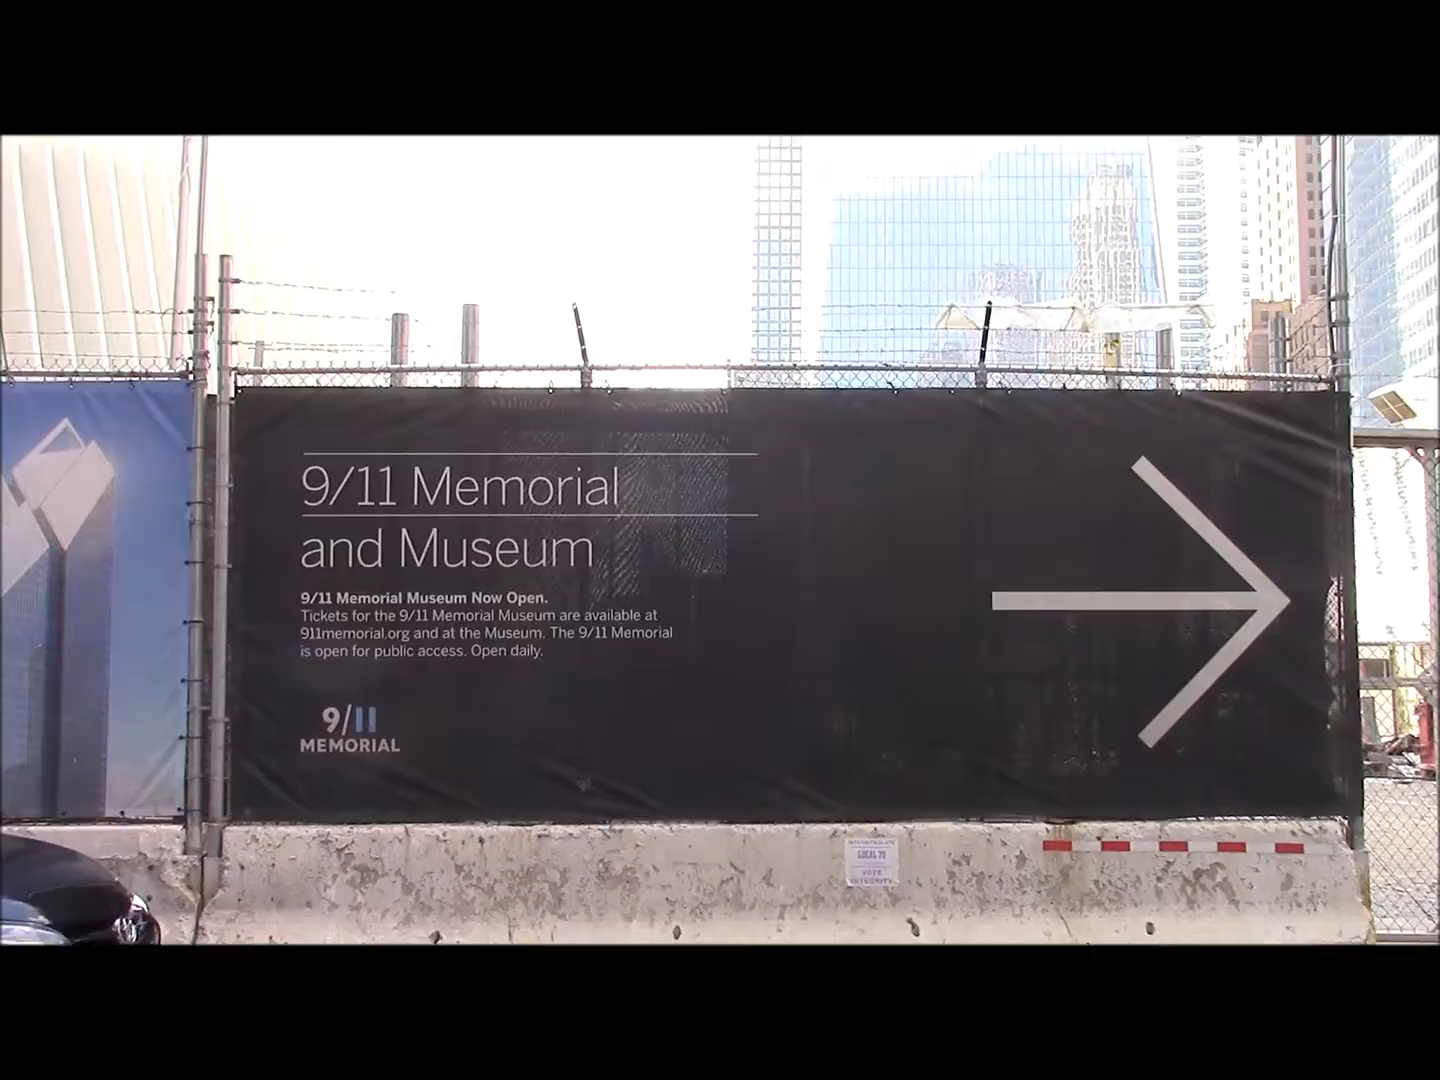 9/11 Memorial
and Museum
9/11 Memorial Museum Now Open.
Tickets for the 9/11 Memorial Museum are available at
911memorial.org and at the Museum. The 9/11 Memorial
is open for public access. Open daily.
9/11
MEMORIAL
LOCAL 79
VOTE
INTEGRITY